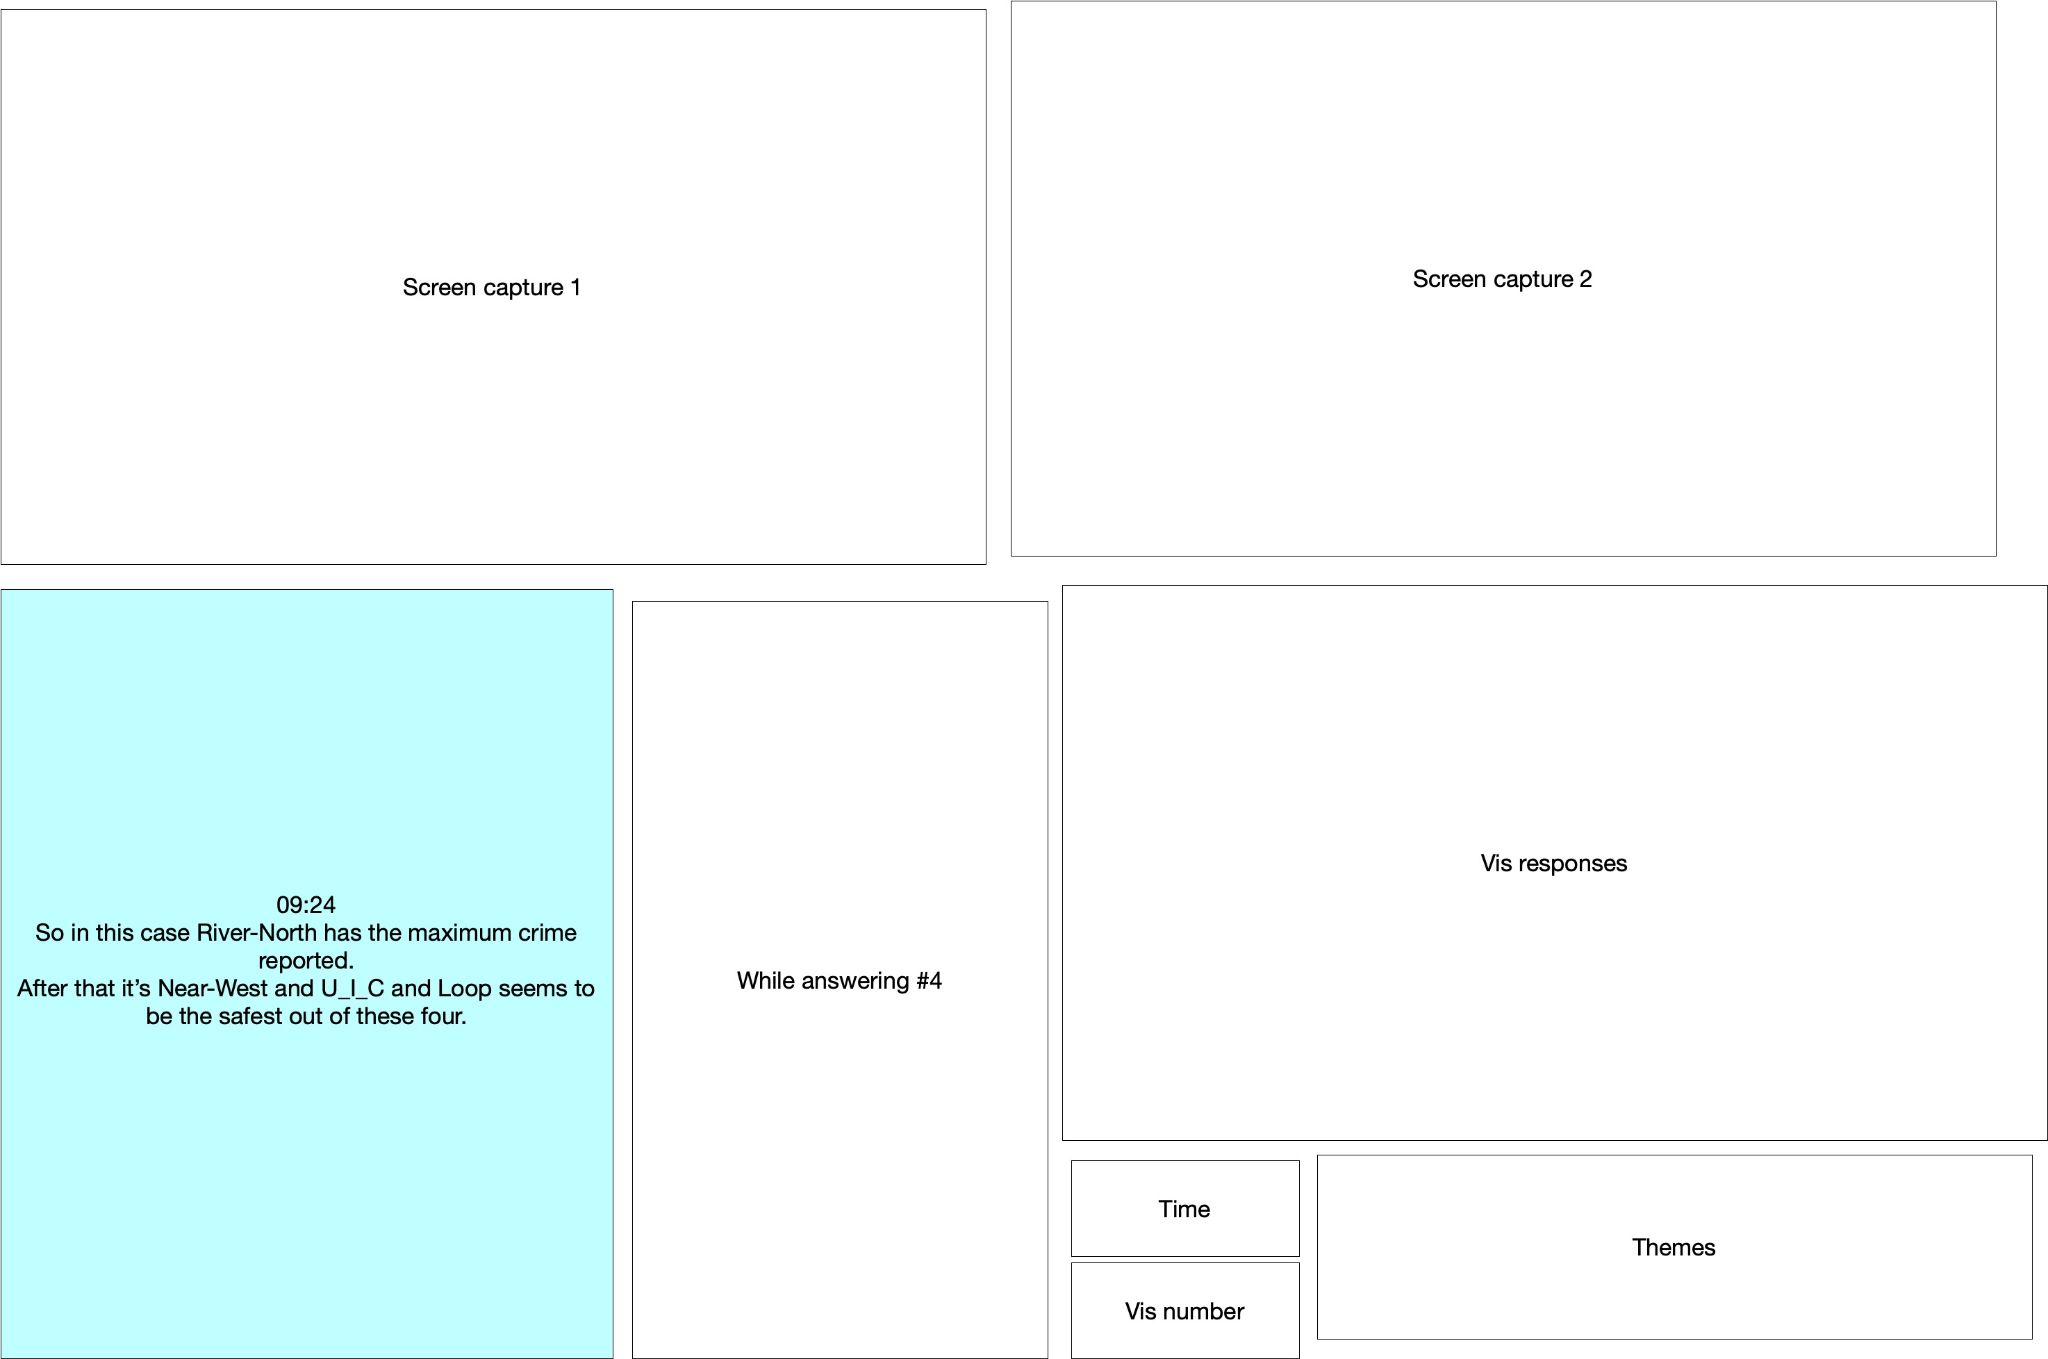 Screen capture 1
Screen capture 2
09:24
So in this case River-North has the maximum crime
reported.
After that it’s Near-West and U_I_C and Loop seems to
be the safest out of these four.
While answering #4
Vis responses
Time
Vis number
Themes